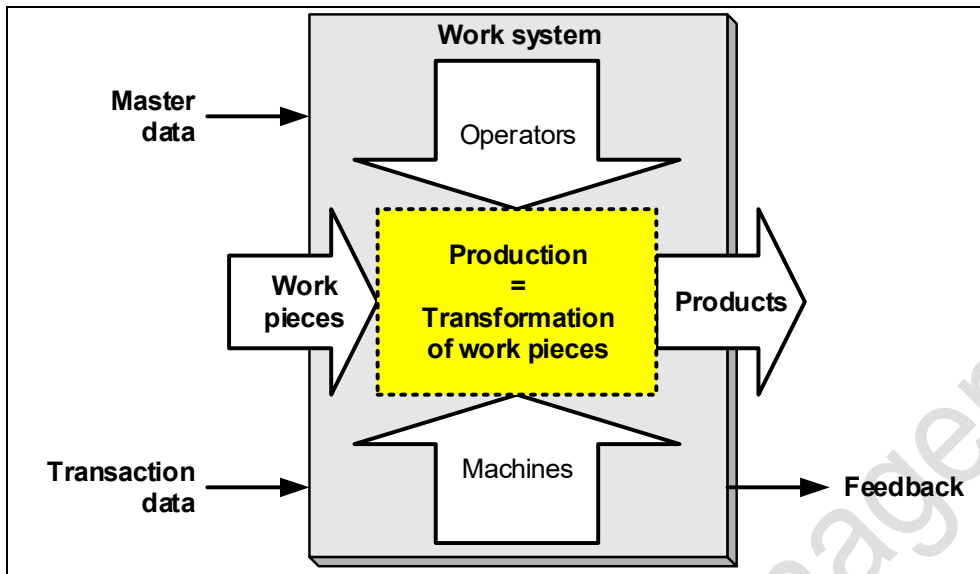 Work system
Master
data
Operators
Work
pieces
Production
=
Transformation
of work pieces
Products
Transaction
data
Machines
Feedback